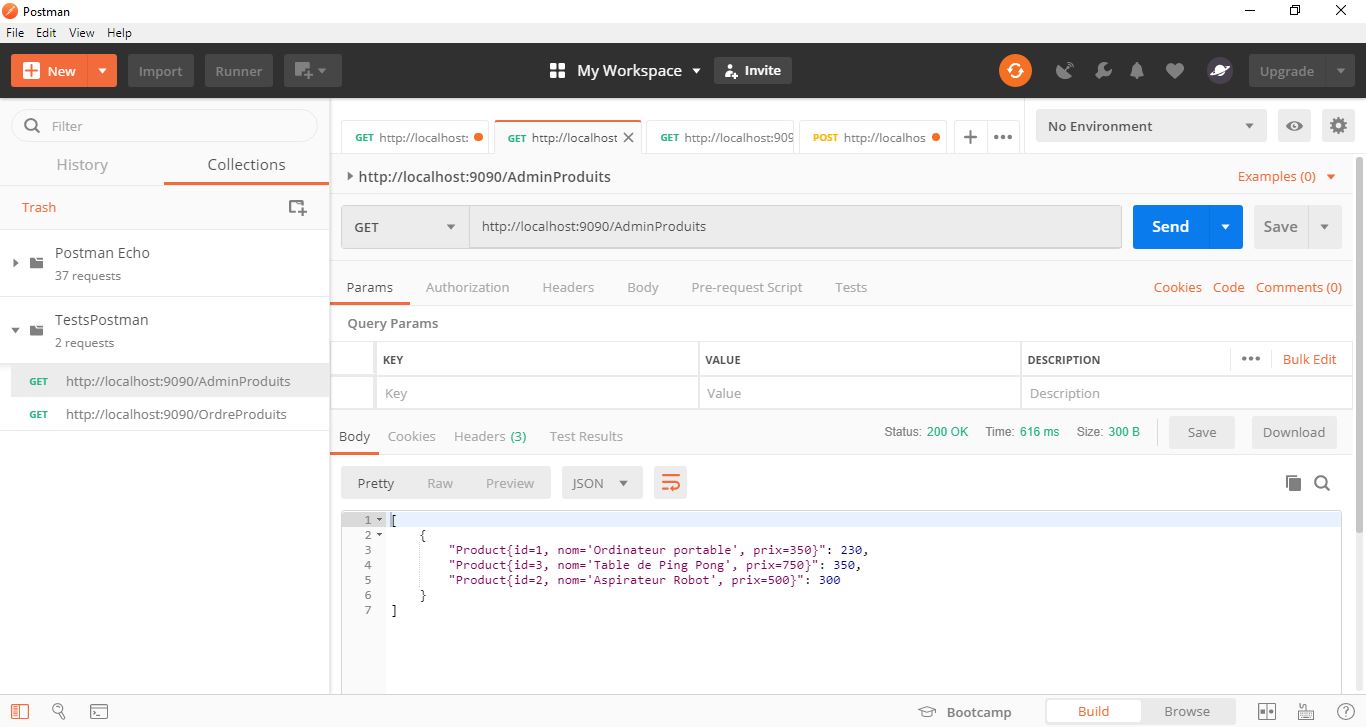 Postman
File Edit View Help
New Import Runner My Workspace Invite Upgrade
Filter
History Collections
Trash
Postman Echo
37 requests
TestsPostman
2 requests
GET http://localhost:9090/AdminProduits
GET http://localhost:9090/OrdreProduits
GET http://localhost: GET http://localhost GET http://localhost:909 POST http://localhos
No Environment
http://localhost:9090/AdminProduits Examples (0)
GET http://localhost:9090/AdminProduits Send Save
Params Authorization Headers Body Pre-request Script Tests Cookies Code Comments (0)
Query Params
KEY VALUE DESCRIPTION Bulk Edit
Key Value Description
Body Cookies Headers (3) Test Results Status: 200 OK Time: 616 ms Size: 300 B Save Download
Pretty Raw Preview JSON
1 [
2 {
3 "Product{id=1, nom='Ordinateur portable', prix=350}": 230,
4 "Product{id=3, nom='Table de Ping Pong', prix=750}": 350,
5 "Product{id=2, nom='Aspirateur Robot', prix=500}": 300
6 }
7 ]
Bootcamp Build Browse